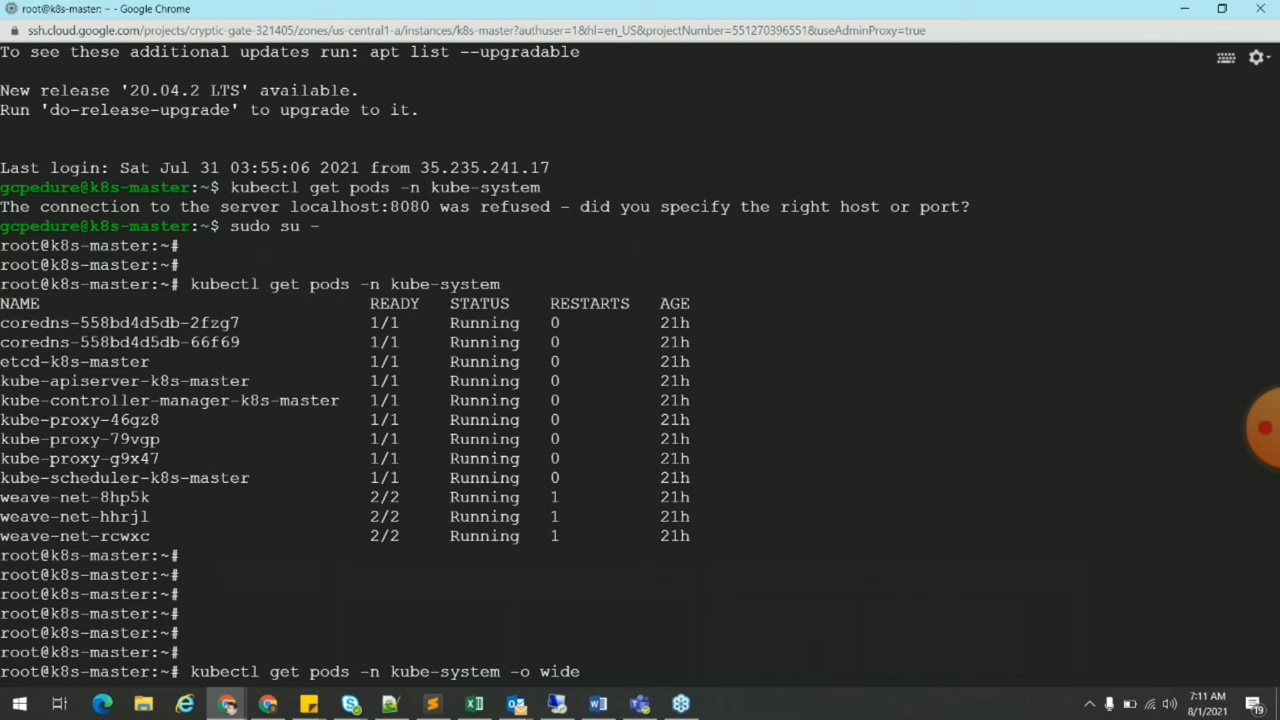 root@k8s-master: ~ - Google Chrome
ssh.cloud.google.com/projects/cryptic-gate-321405/zones/us-central1-a/instances/k8s-master?authuser=1&hl=en_US&projectNumber=551270396551&useAdminProxy=true
To see these additional updates run: apt list --upgradable
New release '20.04.2 LTS' available.
Run 'do-release-upgrade' to upgrade to it.
Last login: Sat Jul 31 03:55:06 2021 from 35.235.241.17
gcpedure@k8s-master:~$ kubectl get pods -n kube-system
The connection to the server localhost:8080 was refused - did you specify the right host or port?
gcpedure@k8s-master:~$ sudo su -
root@k8s-master:~#
root@k8s-master:~#
root@k8s-master:~# kubectl get pods -n kube-system
NAME READY STATUS RESTARTS AGE
coredns-558bd4d5db-2fzg7 1/1 Running 0 21h
coredns-558bd4d5db-66f69 1/1 Running 0 21h
etcd-k8s-master 1/1 Running 0 21h
kube-apiserver-k8s-master 1/1 Running 0 21h
kube-controller-manager-k8s-master 1/1 Running 0 21h
kube-proxy-46gz8 1/1 Running 0 21h
kube-proxy-79vgp 1/1 Running 0 21h
kube-proxy-g9x47 1/1 Running 0 21h
kube-scheduler-k8s-master 1/1 Running 0 21h
weave-net-8hp5k 2/2 Running 1 21h
weave-net-hhrjl 2/2 Running 1 21h
weave-net-rcwxc 2/2 Running 1 21h
root@k8s-master:~#
root@k8s-master:~#
root@k8s-master:~#
root@k8s-master:~#
root@k8s-master:~#
root@k8s-master:~#
root@k8s-master:~# kubectl get pods -n kube-system -o wide
7:11 AM
8/1/2021
19